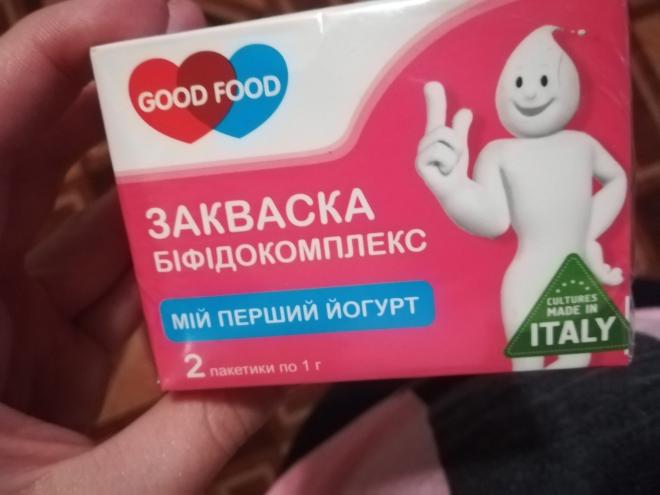 GOOD FOOD
ЗАКВАСКА
БІФІДОКОМПЛЕКС
МІЙ ПЕРШИЙ ЙОГУРТ
2 пакетики по 1 г
CULTURES
MADE IN
ITALY